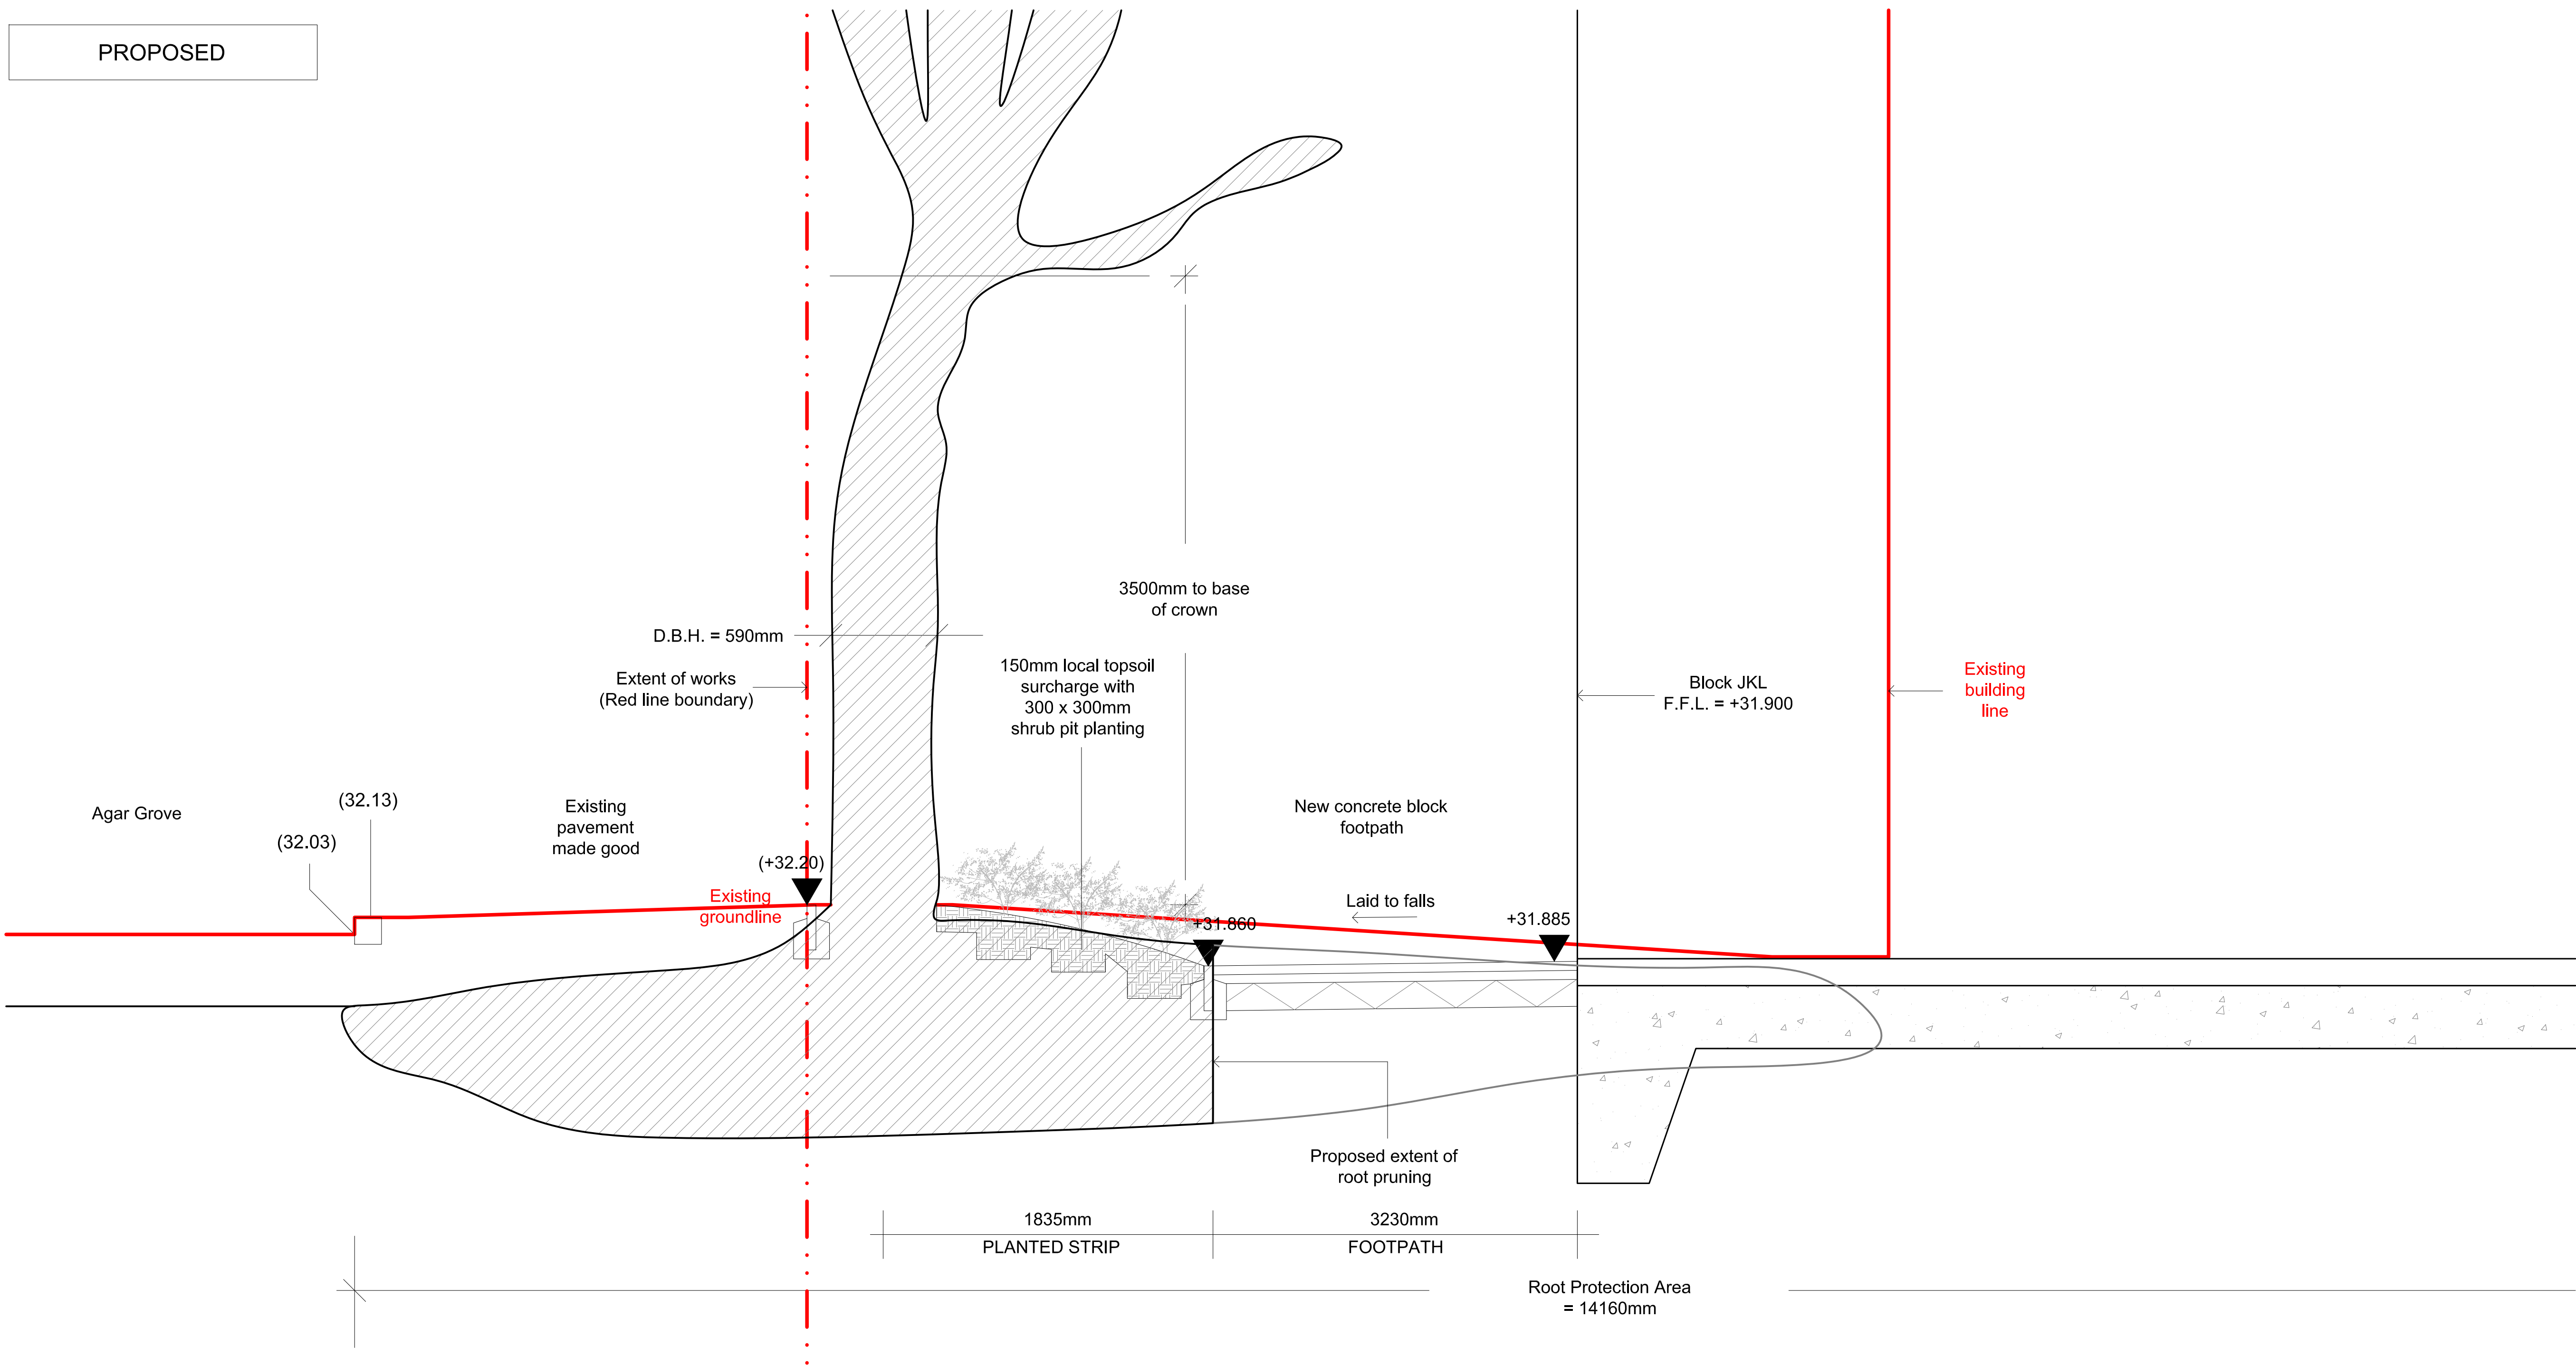 PROPOSED
3500mm to base
of crown
D.B.H. = 590mm
Extent of works
(Red line boundary)
150mm local topsoil
surcharge with
300 x 300mm
shrub pit planting
Block JKL
F.F.L. = +31.900
Existing
building
line
Agar Grove
(32.13)
(32.03)
Existing
pavement
made good
(+32.20)
Existing
groundline
New concrete block
footpath
Laid to falls
+31.860
+31.885
Proposed extent of
root pruning
1835mm
PLANTED STRIP
3230mm
FOOTPATH
Root Protection Area
= 14160mm